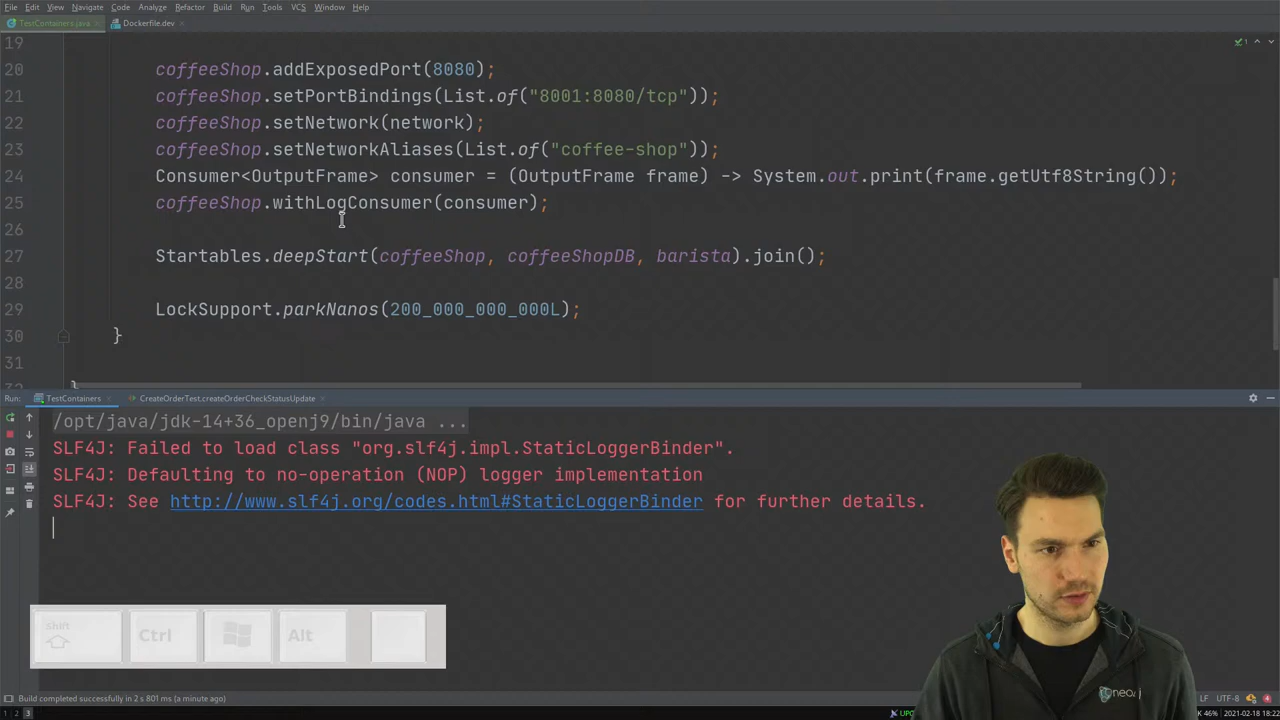 File Edit View Navigate Code Analyze Refactor Build Run Tools VCS Window Help
TestContainers.java Dockerfile.dev
19
20 coffeeShop.addExposedPort(8080);
21 coffeeShop.setPortBindings(List.of("8001:8080/tcp"));
22 coffeeShop.setNetwork(network);
23 coffeeShop.setNetworkAliases(List.of("coffee-shop"));
24 Consumer<OutputFrame> consumer = (OutputFrame frame) -> System.out.print(frame.getUtf8String());
25 coffeeShop.withLogConsumer(consumer);
26
27 Startables.deepStart(coffeeShop, coffeeShopDB, barista).join();
28
29 LockSupport.parkNanos(200_000_000_000L);
30 }
31
32 }
Run: TestContainers CreateOrderTest.createOrderCheckStatusUpdate
/opt/java/jdk-14+36_openj9/bin/java ...
SLF4J: Failed to load class "org.slf4j.impl.StaticLoggerBinder".
SLF4J: Defaulting to no-operation (NOP) logger implementation
SLF4J: See http://www.slf4j.org/codes.html#StaticLoggerBinder for further details.
Shift Ctrl Alt
Build completed successfully in 2 s 801 ms (a minute ago)
LF UTF-8 4
1 2 3
46% 2021-02-18 18:22